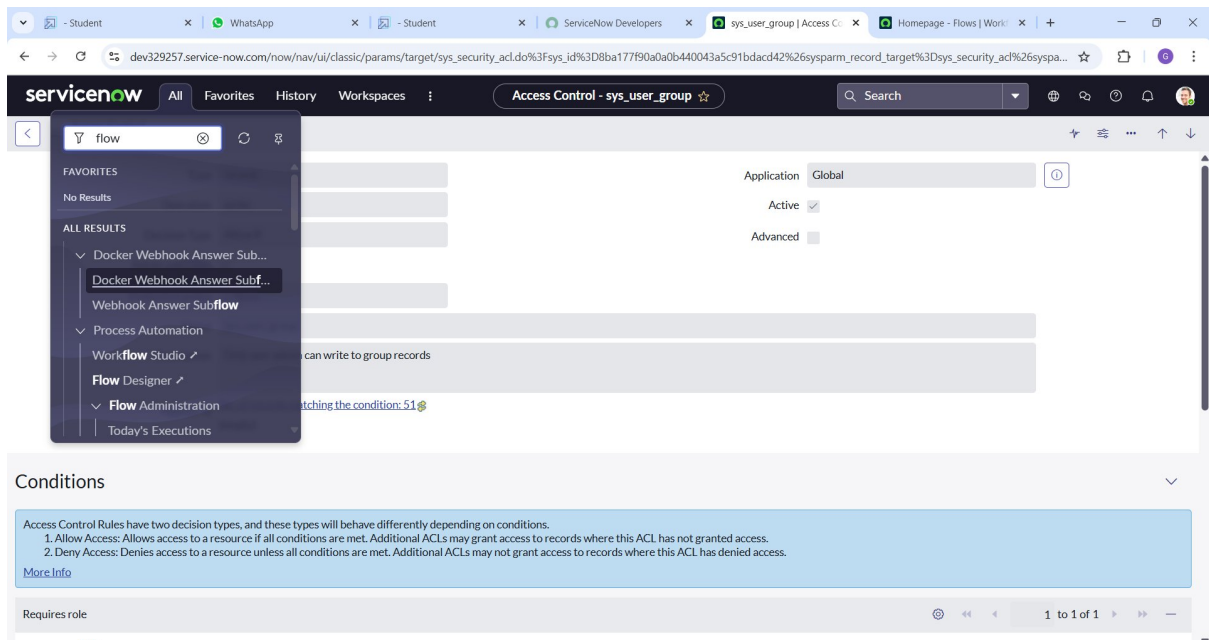 - Student
WhatsApp
- Student
ServiceNow Developers
sys_user_group | Access Co
Homepage - Flows | Work
dev329257.service-now.com/now/nav/ui/classic/params/target/sys_security_acl.do%3Fsys_id%3D8ba177f90a0a0b440043a5c91bdacd42%26sysparm_record_target%3Dsys_security_acl%26syspa...
G
servicenow
All
Favorites
History
Workspaces
Access Control - sys_user_group
Search
flow
FAVORITES
No Results
ALL RESULTS
Docker Webhook Answer Sub...
Docker Webhook Answer Subf...
Webhook Answer Subflow
Process Automation
Workflow Studio
Flow Designer
Flow Administration
Today's Executions
Application
Global
Active
Advanced
can write to group records
tching the condition: 51
Conditions
Access Control Rules have two decision types, and these types will behave differently depending on conditions.
1. Allow Access: Allows access to a resource if all conditions are met. Additional ACLs may grant access to records where this ACL has not granted access.
2. Deny Access: Denies access to a resource unless all conditions are met. Additional ACLs may not grant access to records where this ACL has denied access.
More Info
Requires role
1 to 1 of 1